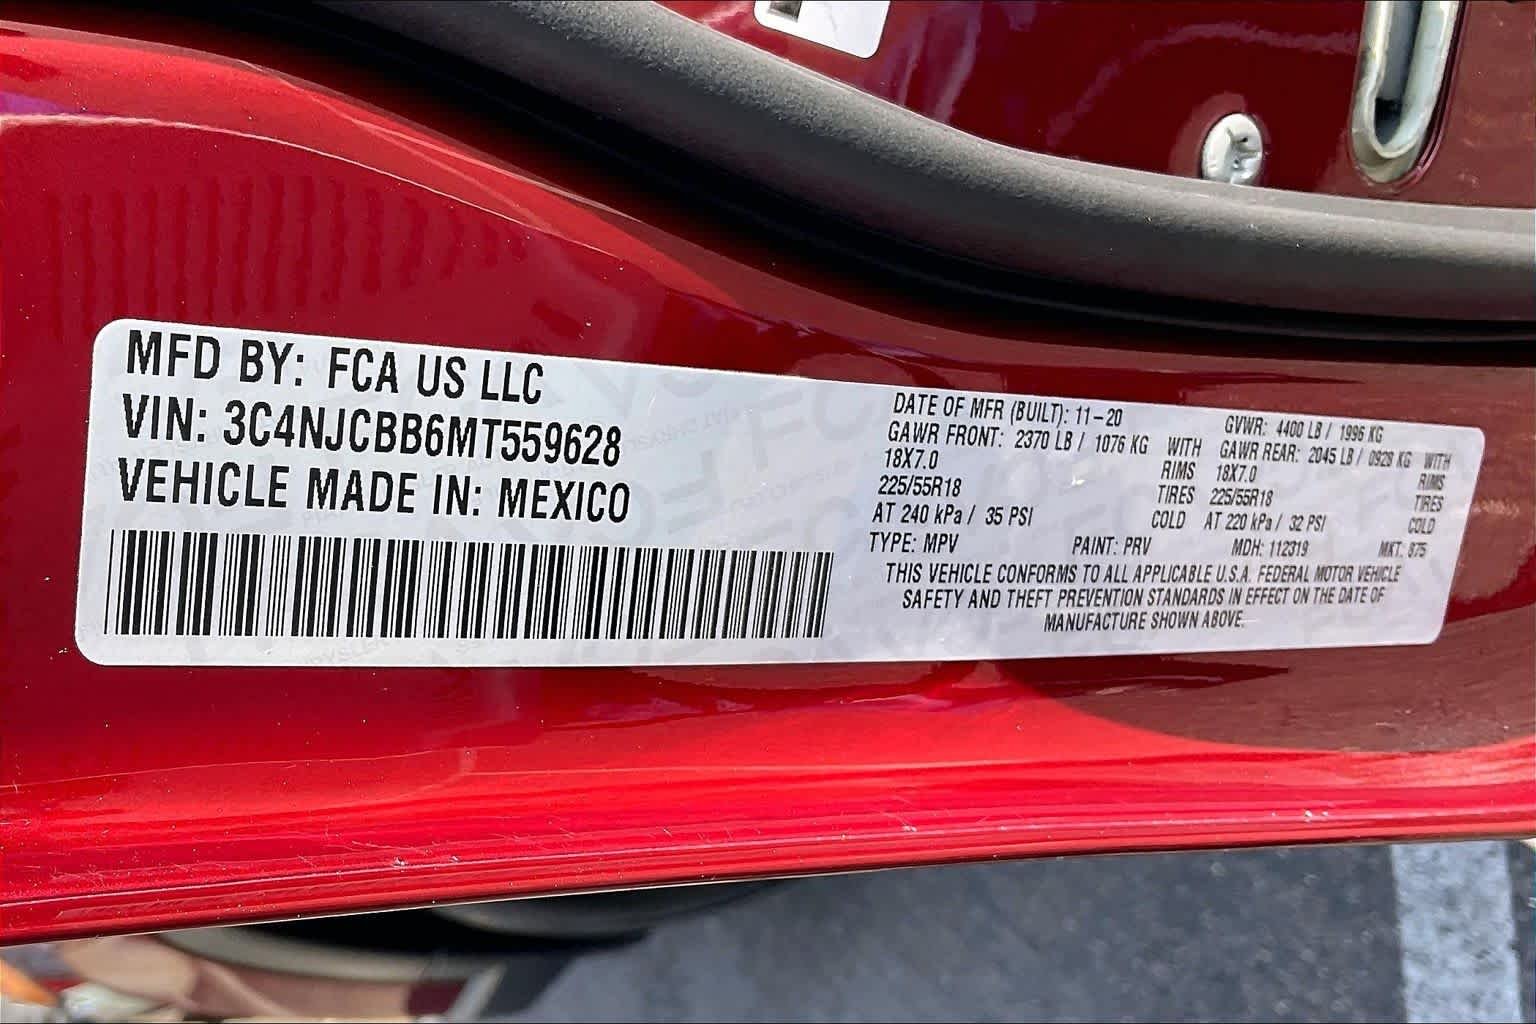 MFD BY: FCA US LLC
VIN: 3C4NJCBB6MT559628
VEHICLE MADE IN: MEXICO
DATE OF MFR (BUILT): 11-20 GVWR: 4400 LB / 1996 KG
GAWR FRONT: 2370 LB / 1076 KG WITH GAWR REAR: 2045 LB / 0928 KG WITH
18X7.0 RIMS 18X7.0 RIMS
225/55R18 TIRES 225/55R18 TIRES
AT 240 kPa / 35 PSI COLD AT 220 kPa / 32 PSI COLD
TYPE: MPV PAINT: PRV MDH: 112319 MKT: 875
THIS VEHICLE CONFORMS TO ALL APPLICABLE U.S.A. FEDERAL MOTOR VEHICLE
SAFETY AND THEFT PREVENTION STANDARDS IN EFFECT ON THE DATE OF
MANUFACTURE SHOWN ABOVE.